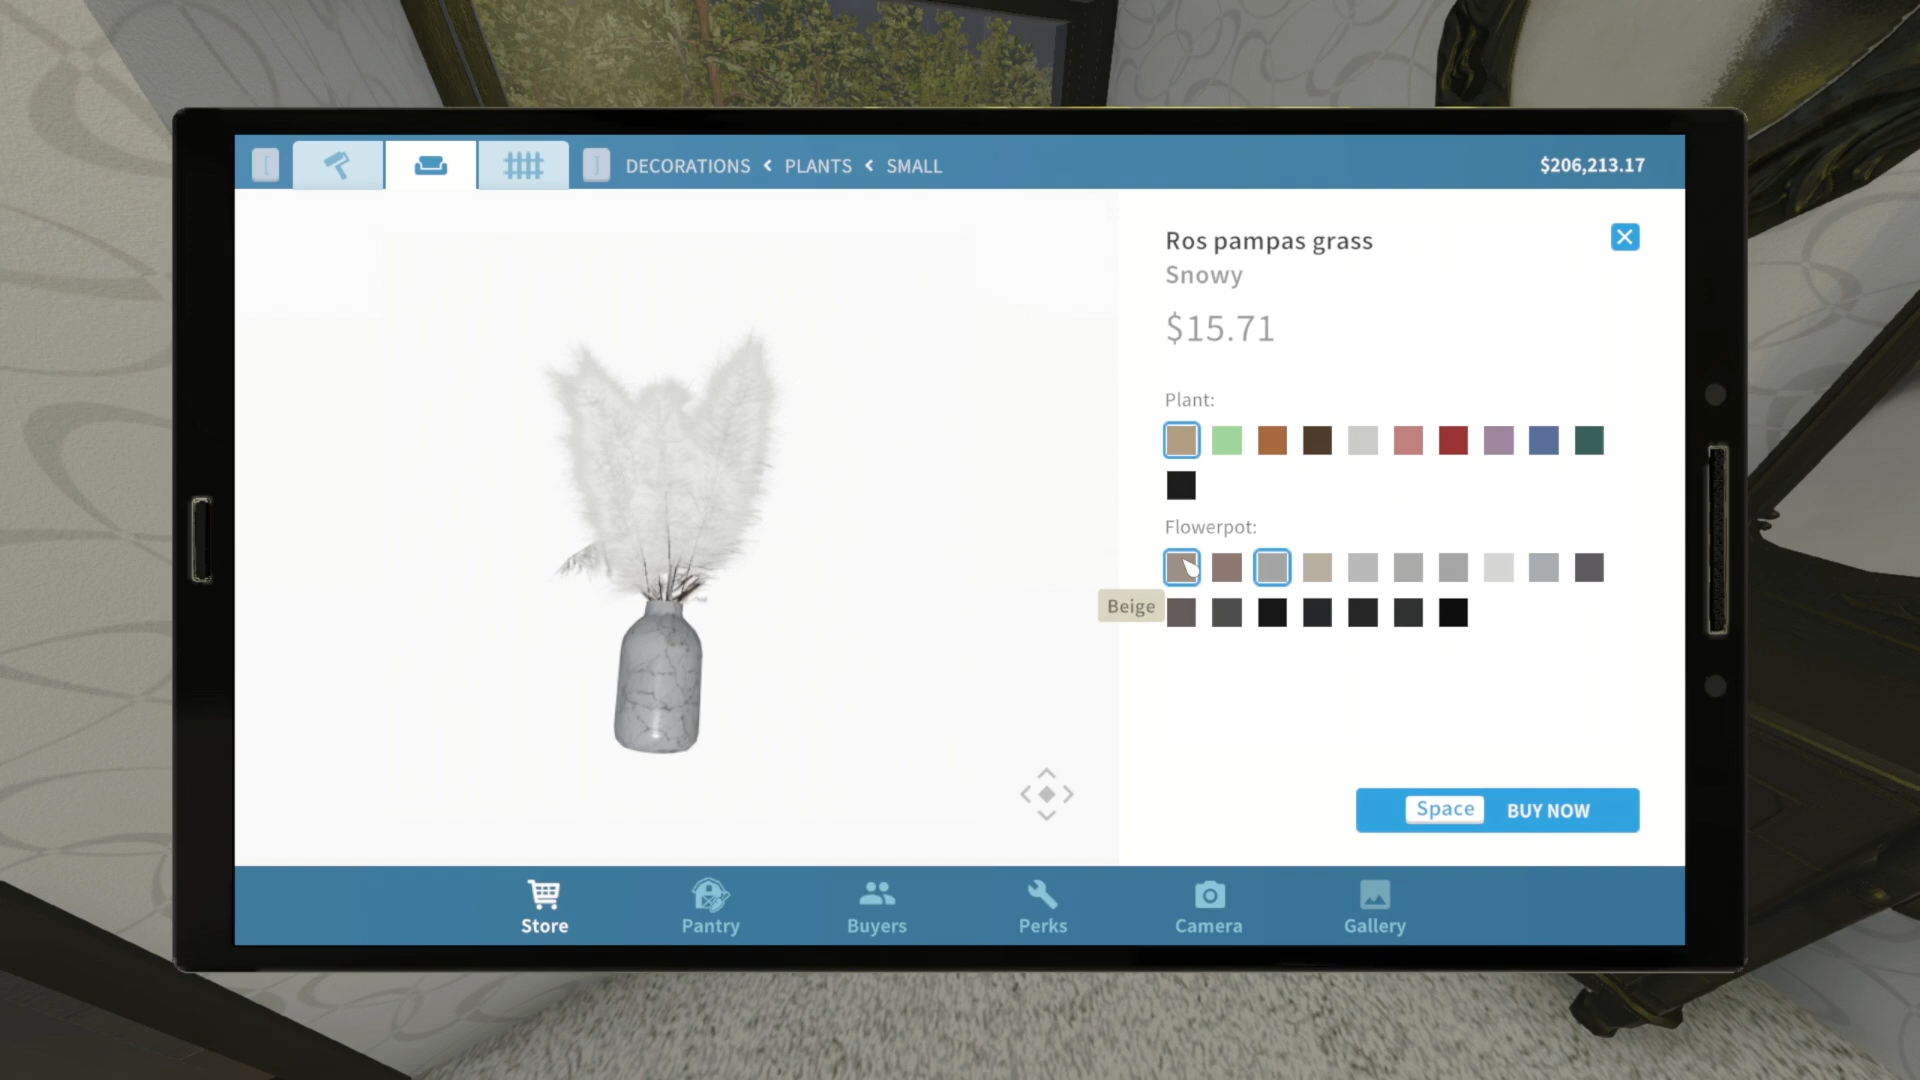 [
]
DECORATIONS < PLANTS < SMALL
$206,213.17
Ros pampas grass
Snowy
$15.71
Plant:
Flowerpot:
Beige
Space BUY NOW
Store
Pantry
Buyers
Perks
Camera
Gallery